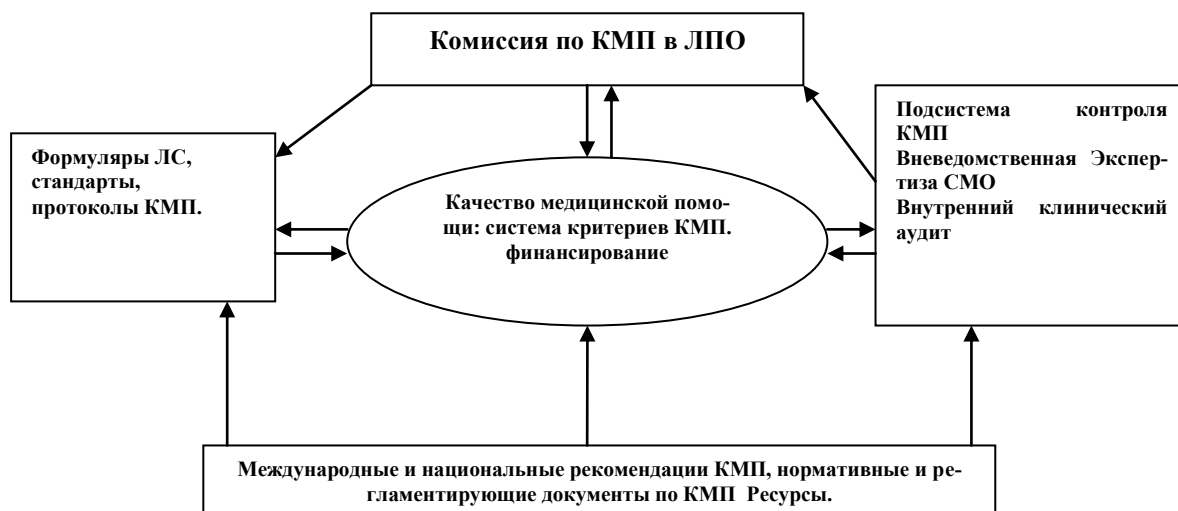 Комиссия по КМП в ЛПО
Формуляры ЛС,
стандарты,
протоколы КМП.
Качество медицинской помо-
щи: система критериев КМП.
финансирование
Подсистема контроля
КМП
Вневедомственная Экспер-
тиза СМО
Внутренний клинический
аудит
Международные и национальные рекомендации КМП, нормативные и ре-
гламентирующие документы по КМП Ресурсы.